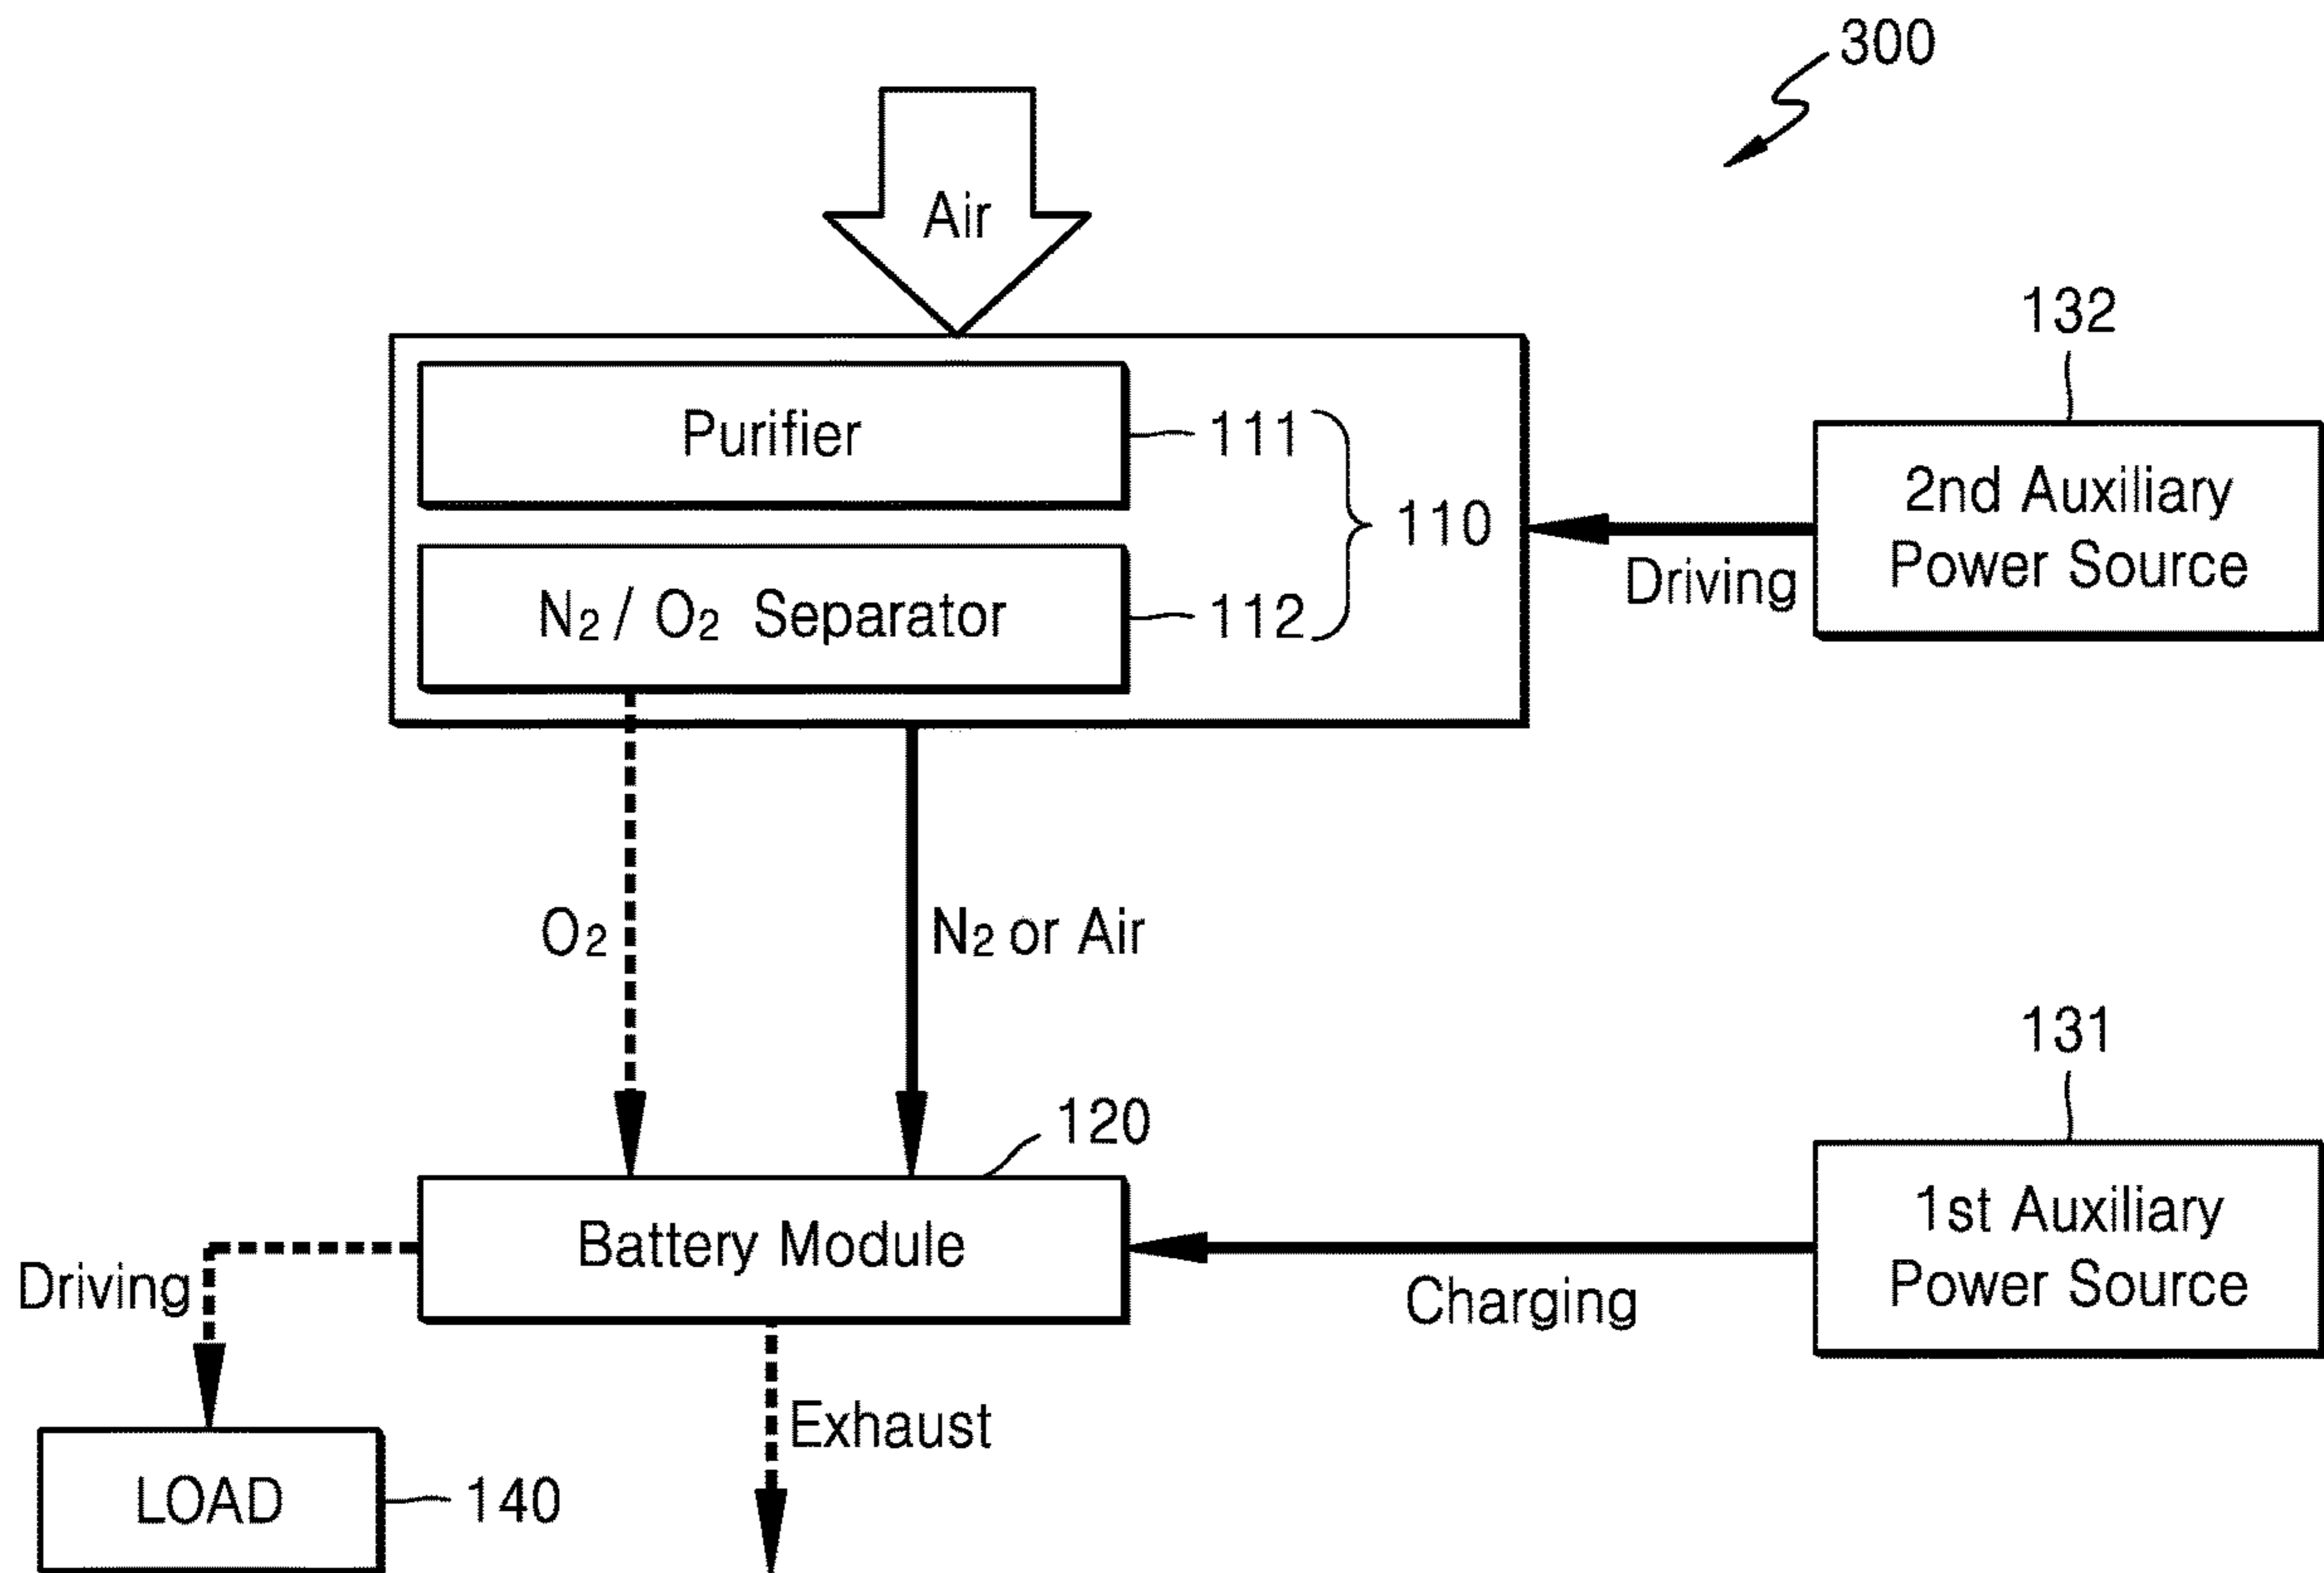 300
Air
132
Purifier
111
110
2nd Auxiliary
Power Source
Driving
N₂ / O₂ Separator
112
O₂
N₂ or Air
131
120
Battery Module
1st Auxiliary
Power Source
Charging
Driving
Exhaust
LOAD
140